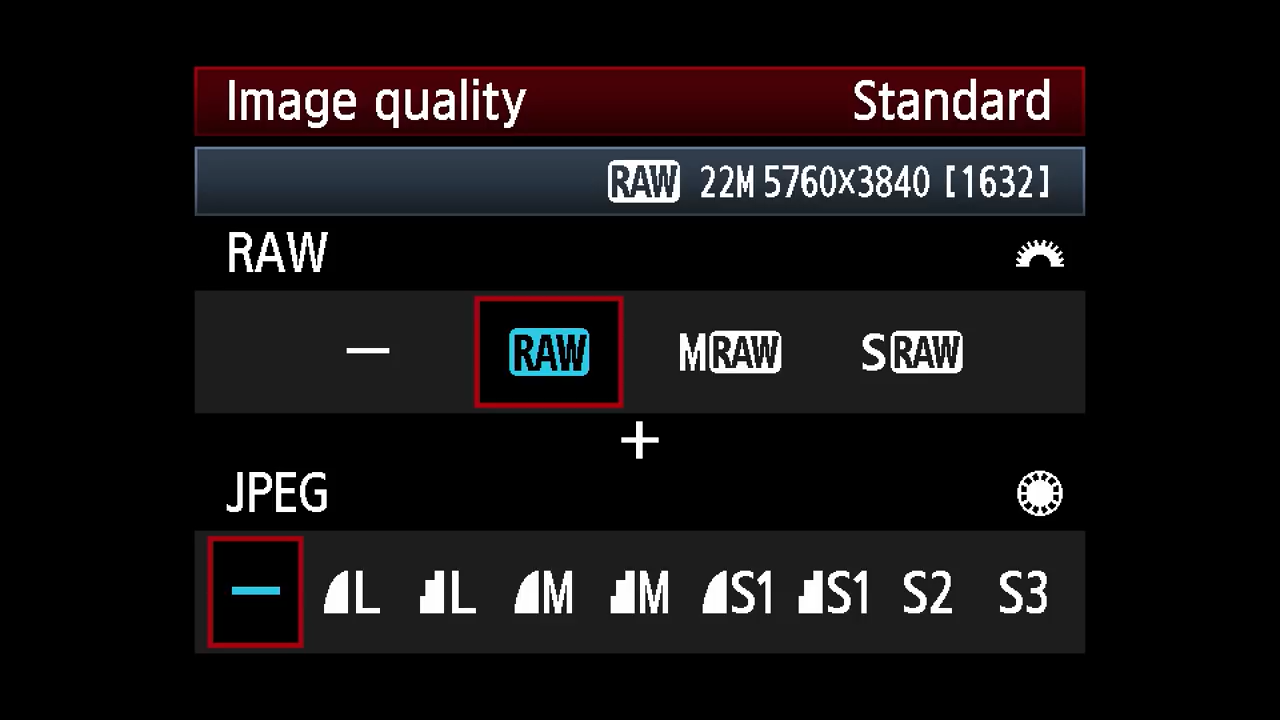 Image quality Standard
RAW 22M 5760x3840 [1632]
RAW
— RAW MRAW SRAW
+
JPEG
— L L M M S1 S1 S2 S3